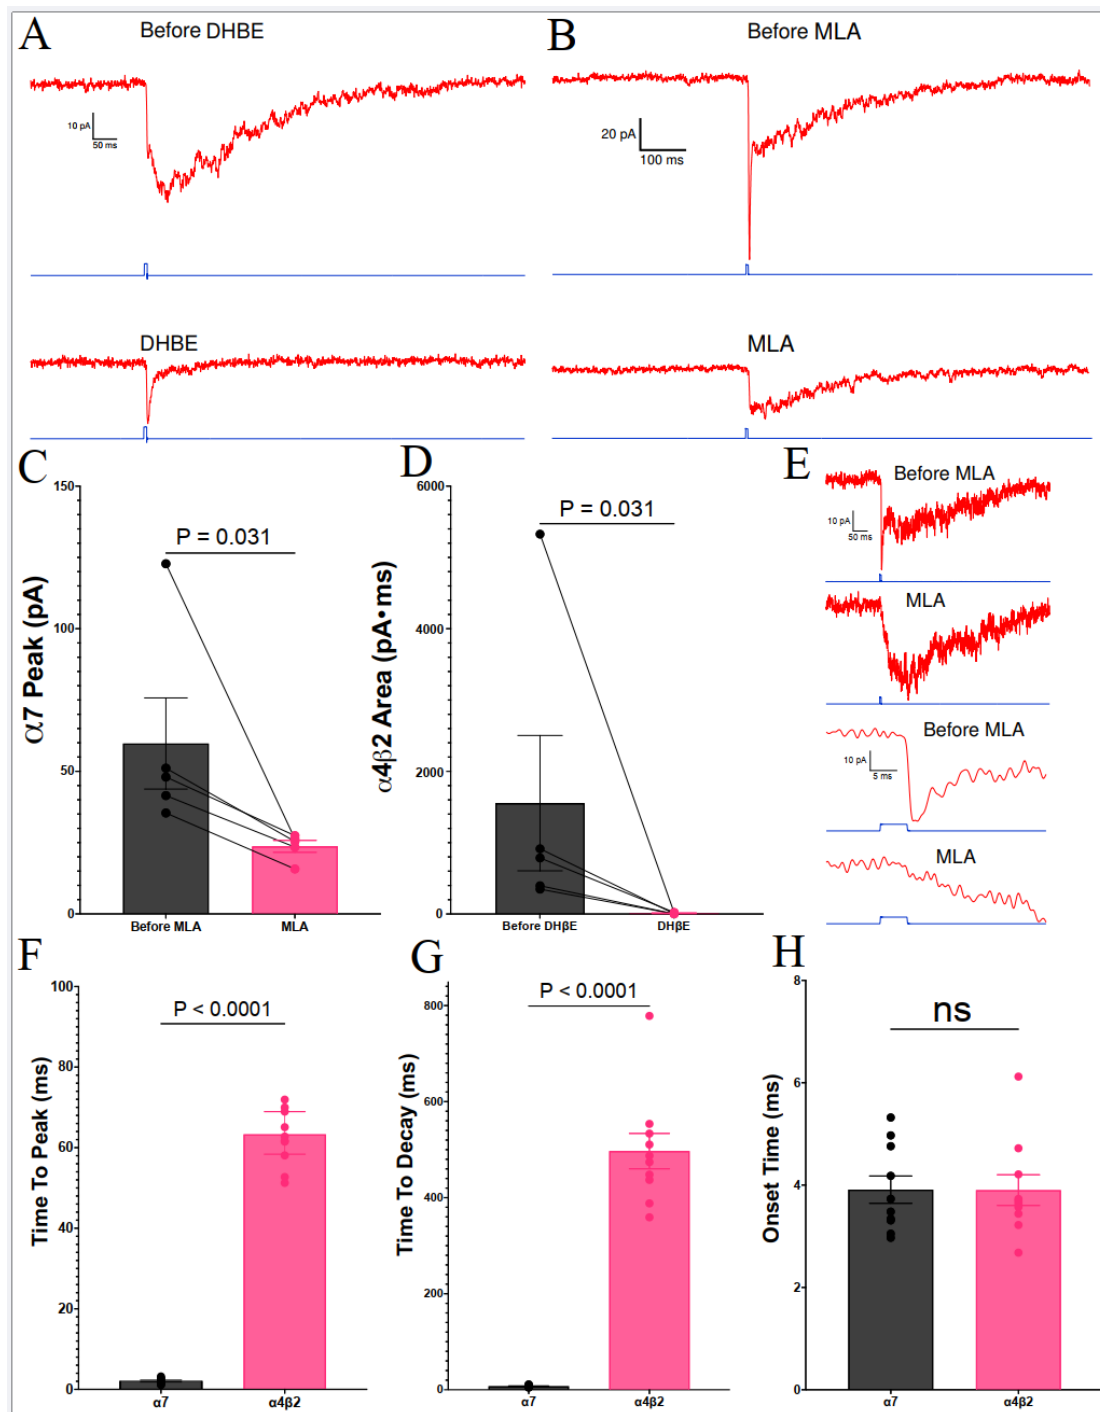 A
Before DHBE
10 pA
50 ms
DHBE
B
Before MLA
20 pA
100 ms
MLA
C
150
100
50
0
α7 Peak (pA)
P = 0.031
Before MLA
MLA
D
6000
4000
2000
0
α4β2 Area (pA•ms)
P = 0.031
Before DHβE
DHβE
E
Before MLA
10 pA
50 ms
MLA
Before MLA
10 pA
5 ms
MLA
F
100
80
60
40
20
0
Time To Peak (ms)
P < 0.0001
α7
α4β2
G
800
600
400
200
0
Time To Decay (ms)
P < 0.0001
α7
α4β2
H
8
6
4
2
0
Onset Time (ms)
ns
α7
α4β2